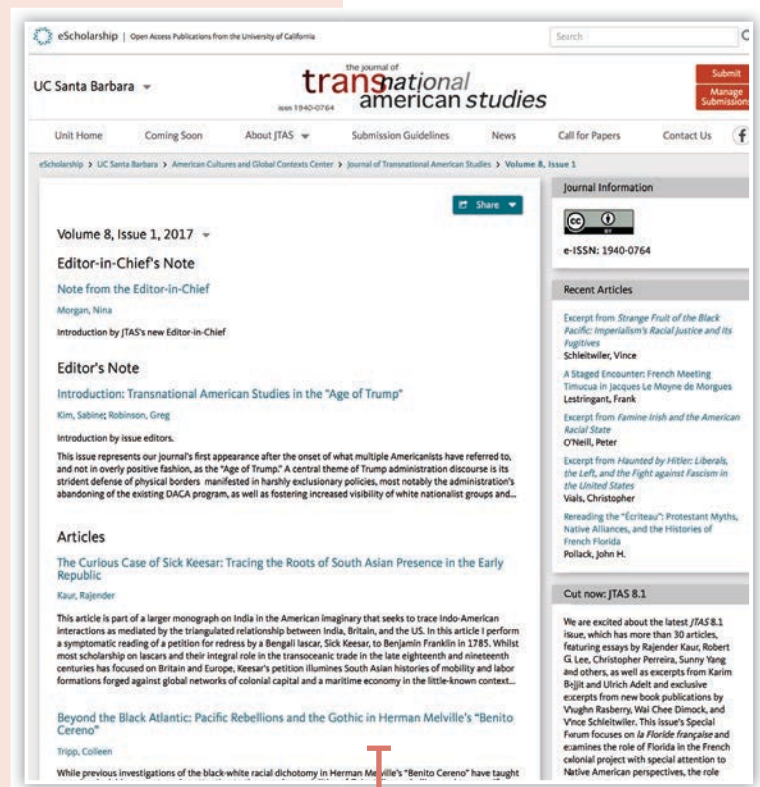 eScholarship | Open Access Publications from the University of California
Search
UC Santa Barbara
the journal of
transnational
issn 1940-0764 american studies
Submit
Manage
Submissions
Unit Home Coming Soon About JTAS Submission Guidelines News Call for Papers Contact Us
eScholarship > UC Santa Barbara > American Cultures and Global Contexts Center > Journal of Transnational American Studies > Volume 8, Issue 1
Share
Volume 8, Issue 1, 2017
Editor-in-Chief's Note
Note from the Editor-in-Chief
Morgan, Nina
Introduction by JTAS's new Editor-in-Chief
Editor's Note
Introduction: Transnational American Studies in the "Age of Trump"
Kim, Sabine; Robinson, Greg
Introduction by issue editors.
This issue represents our journal's first appearance after the onset of what multiple Americanists have referred to,
and not in overly positive fashion, as the "Age of Trump." A central theme of Trump administration discourse is its
strident defense of physical borders manifested in harshly exclusionary policies, most notably the administration's
abandoning of the existing DACA program, as well as fostering increased visibility of white nationalist groups and...
Articles
The Curious Case of Sick Keesar: Tracing the Roots of South Asian Presence in the Early
Republic
Kaur, Rajender
This article is part of a larger monograph on India in the American imaginary that seeks to trace Indo-American
interactions as mediated by the triangulated relationship between India, Britain, and the US. In this article I perform
a symptomatic reading of a petition for redress by a Bengali lascar, Sick Keesar, to Benjamin Franklin in 1785. Whilst
most scholarship on lascars and their integral role in the transoceanic trade in the late eighteenth and nineteenth
centuries has focused on Britain and Europe, Keesar's petition illumines South Asian histories of mobility and labor
formations forged against global networks of colonial capital and a maritime economy in the little-known context...
Beyond the Black Atlantic: Pacific Rebellions and the Gothic in Herman Melville's "Benito
Cereno"
Tripp, Colleen
While previous investigations of the black-white racial dichotomy in Herman Melville's "Benito Cereno" have taught
Journal Information
cc BY
e-ISSN: 1940-0764
Recent Articles
Excerpt from Strange Fruit of the Black
Pacific: Imperialism's Racial Justice and Its
Fugitives
Schleitwiler, Vince
A Staged Encounter: French Meeting
Timucua in Jacques Le Moyne de Morgues
Lestringant, Frank
Excerpt from Famine Irish and the American
Racial State
O'Neill, Peter
Excerpt from Haunted by Hitler: Liberals,
the Left, and the Fight against Fascism in
the United States
Vials, Christopher
Rereading the "Écriteau": Protestant Myths,
Native Alliances, and the Histories of
French Florida
Pollack, John H.
Cut now: JTAS 8.1
We are excited about the latest JTAS 8.1
issue, which has more than 30 articles,
featuring essays by Rajender Kaur, Robert
G. Lee, Christopher Perreira, Sunny Yang
and others, as well as excerpts from Karim
Bejjit and Ulrich Adelt and exclusive
excerpts from new book publications by
Vaughn Rasberry, Wai Chee Dimock, and
Vince Schleitwiler. This issue's Special
Forum focuses on la Floride française and
examines the role of Florida in the French
colonial project with special attention to
Native American perspectives, the role